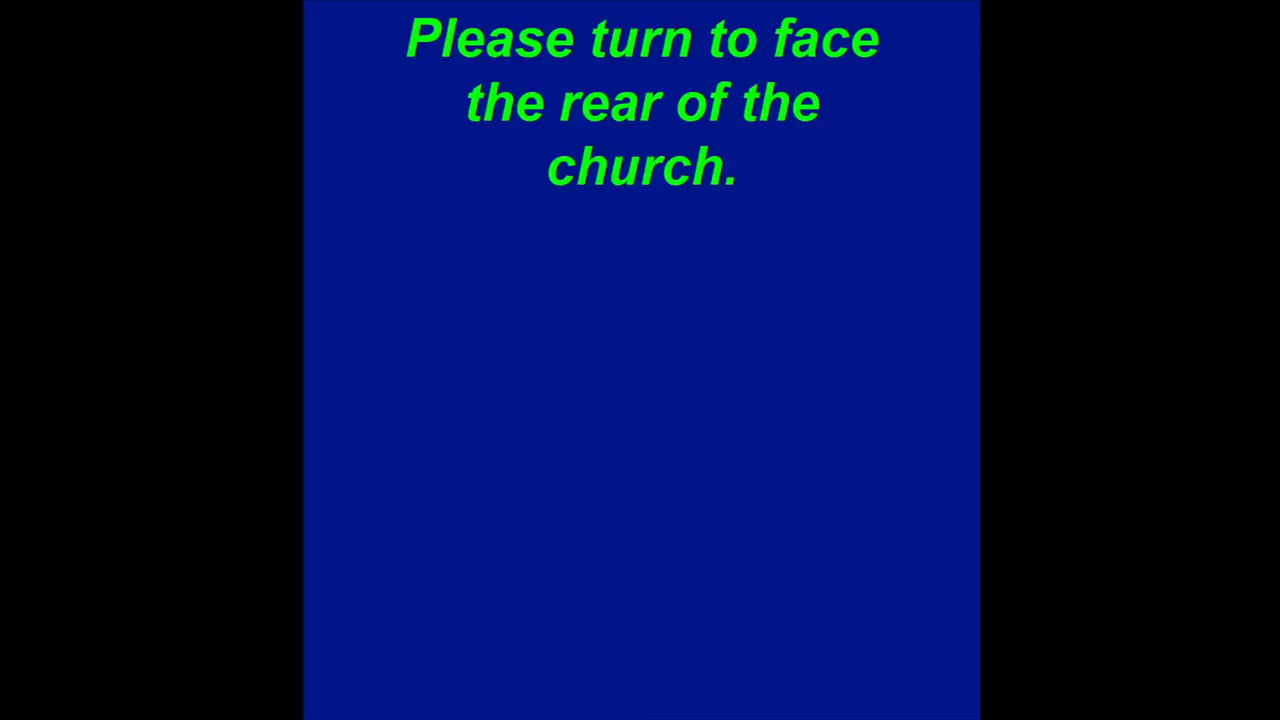 Please turn to face
the rear of the
church.